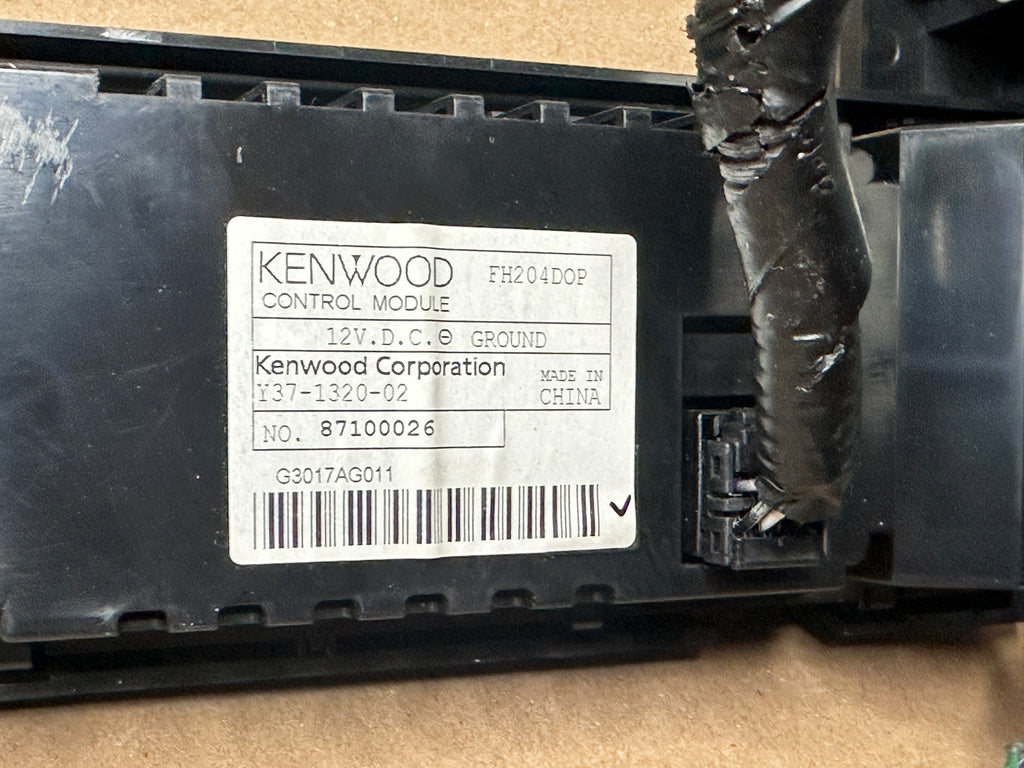 KENWOOD FH204DOP
CONTROL MODULE
12V.D.C.⊖ GROUND
Kenwood Corporation
Y37-1320-02 MADE IN CHINA
NO. 87100026
G3017AG011